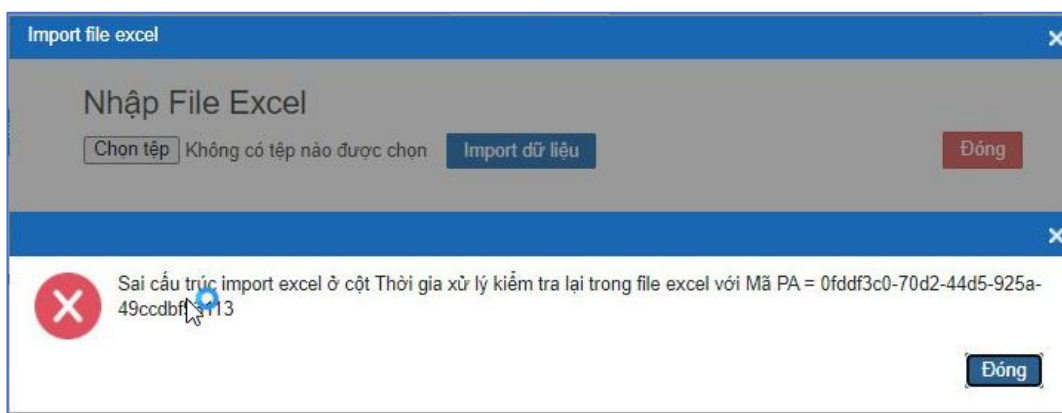 Import file excel
Nhập File Excel
Chọn tệp Không có tệp nào được chọn Import dữ liệu Đóng
Sai cấu trúc import excel ở cột Thời gia xử lý kiểm tra lại trong file excel với Mã PA = 0fddf3c0-70d2-44d5-925a-
Đóng